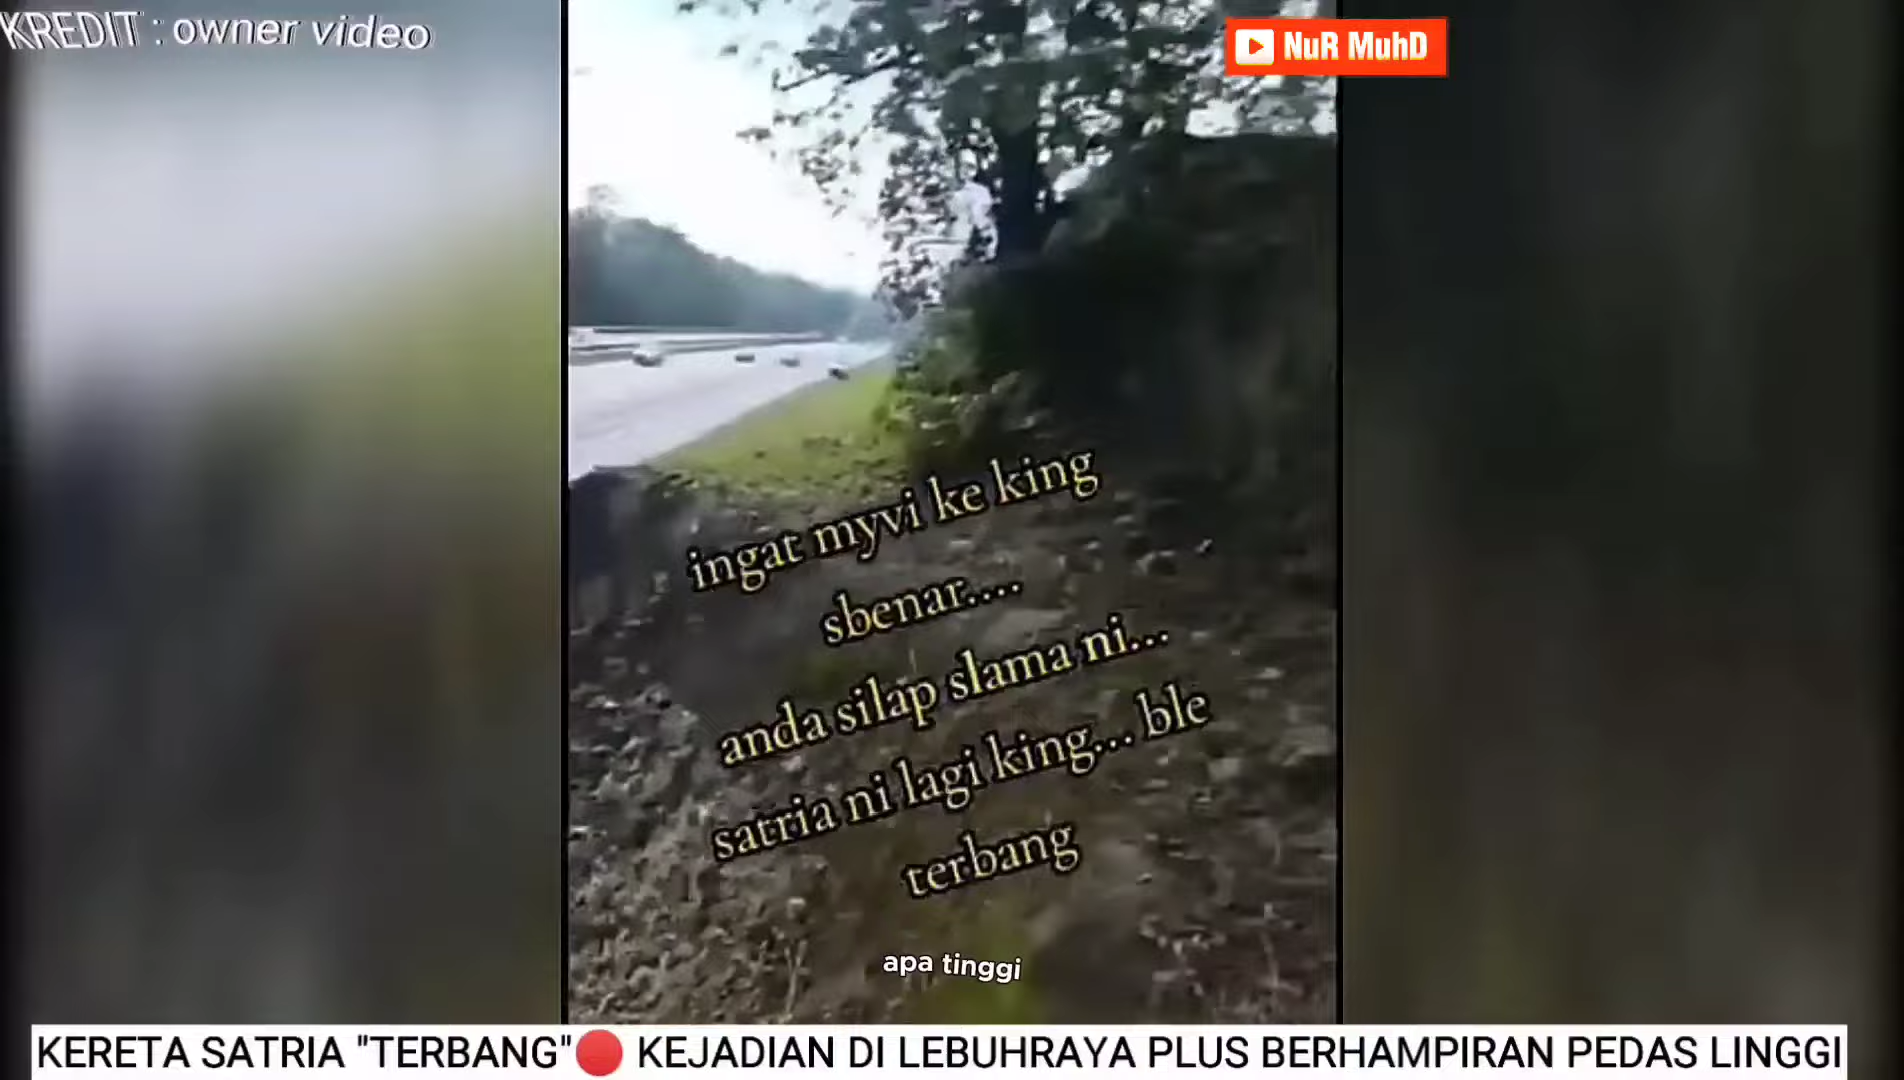 KREDIT : owner video
NuR MuhD
ingat myvi ke king
sbenar....
anda silap slama ni...
satria ni lagi king... ble
terbang
apa tinggi
KERETA SATRIA "TERBANG"🔴 KEJADIAN DI LEBUHRAYA PLUS BERHAMPIRAN PEDAS LINGGI